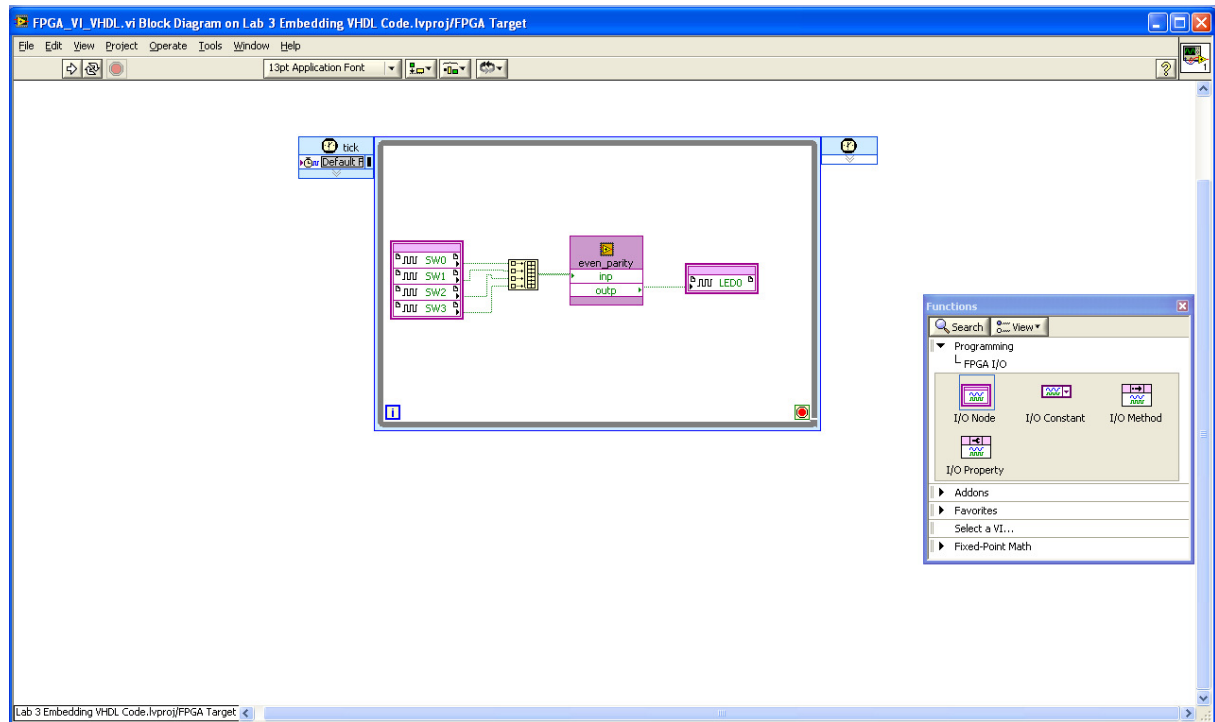 FPGA_VI_VHDL.vi Block Diagram on Lab 3 Embedding VHDL Code.lvproj/FPGA Target
File Edit View Project Operate Tools Window Help
13pt Application Font
1
tick
Default F
SW0
SW1
SW2
SW3
even_parity
inp
outp
LED0
i
Functions
Search View
Programming
FPGA I/O
I/O Node I/O Constant I/O Method
I/O Property
Addons
Favorites
Select a VI...
Fixed-Point Math
Lab 3 Embedding VHDL Code.lvproj/FPGA Target